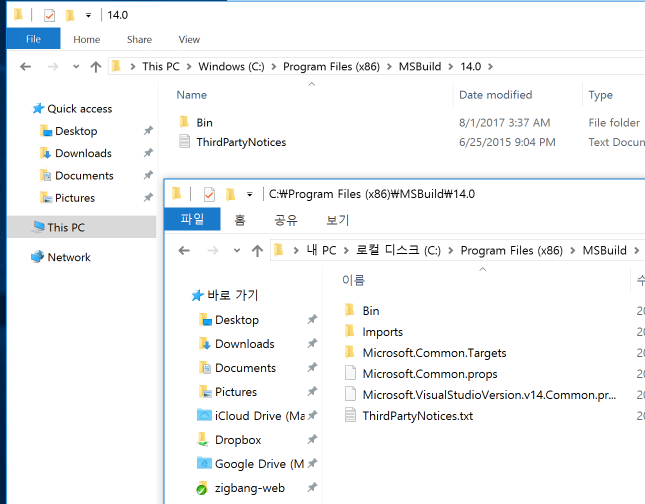 14.0
File Home Share View
This PC > Windows (C:) > Program Files (x86) > MSBuild > 14.0 >
Name Date modified Type
Quick access
Bin 8/1/2017 3:37 AM File folder
Desktop
ThirdPartyNotices 6/25/2015 9:04 PM Text Docum
Downloads
Documents
Pictures
This PC
Network
C:₩Program Files (x86)₩MSBuild₩14.0
파일 홈 공유 보기
내 PC > 로컬 디스크 (C:) > Program Files (x86) > MSBuild >
이름 수
바로 가기
Bin 20
Desktop
Imports 20
Downloads
Microsoft.Common.Targets 20
Documents
Microsoft.Common.props 20
Pictures
Microsoft.VisualStudioVersion.v14.Common.pr... 20
iCloud Drive (Ma
ThirdPartyNotices.txt 20
Dropbox
Google Drive (M
zigbang-web